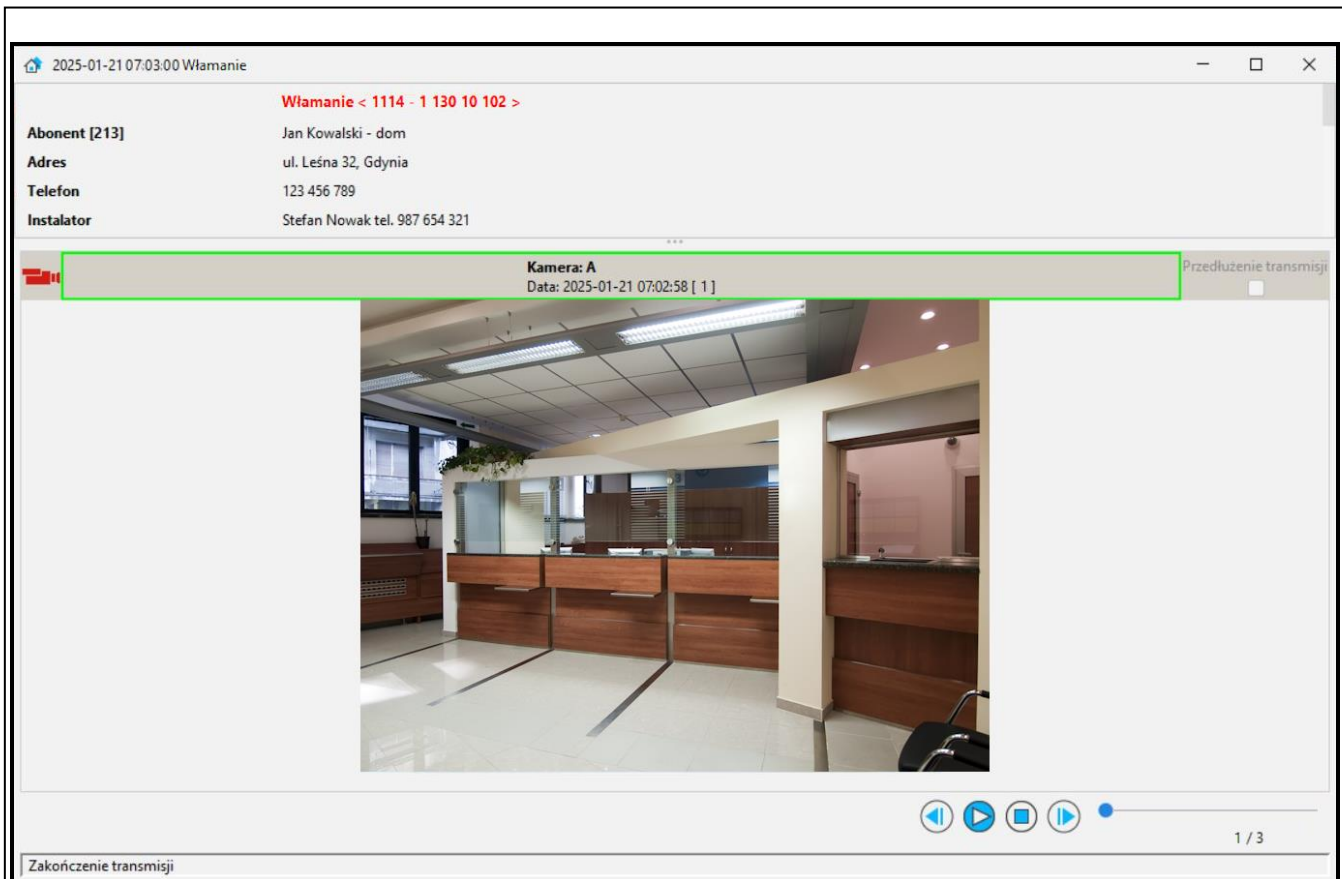 2025-01-21 07:03:00 Włamanie
Włamanie < 1114 - 1 130 10 102 >
Abonent [213] Jan Kowalski - dom
Adres ul. Leśna 32, Gdynia
Telefon 123 456 789
Instalator Stefan Nowak tel. 987 654 321
Kamera: A
Przedłużenie transmisji
Data: 2025-01-21 07:02:58 [ 1 ]
1 / 3
Zakończenie transmisji